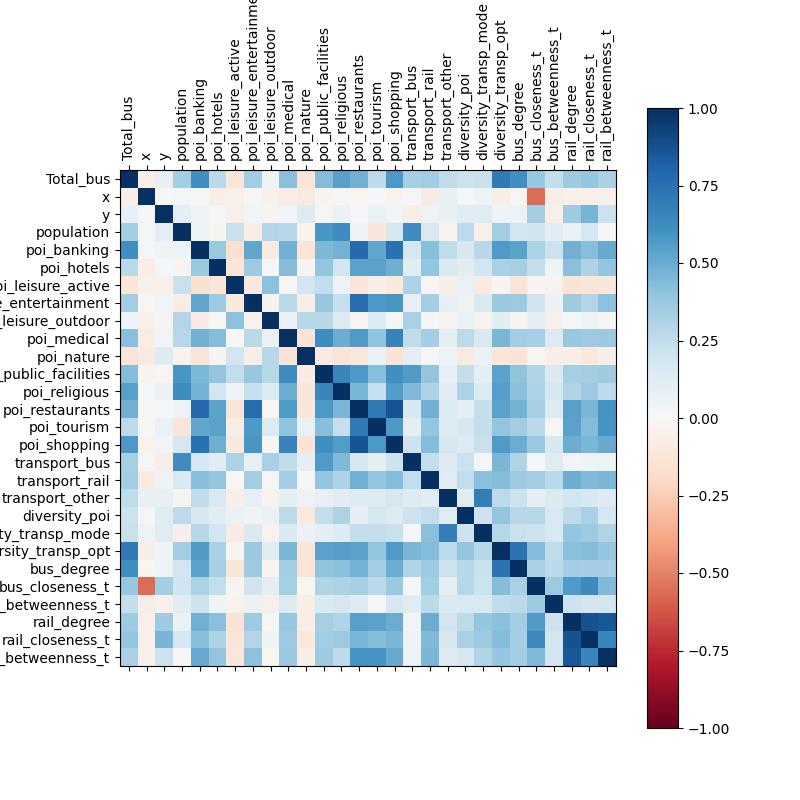 Total_bus
x
y
population
poi_banking
poi_hotels
poi_leisure_active
poi_leisure_entertainme
poi_leisure_outdoor
poi_medical
poi_nature
poi_public_facilities
poi_religious
poi_restaurants
poi_tourism
poi_shopping
transport_bus
transport_rail
transport_other
diversity_poi
diversity_transp_mode
diversity_transp_opt
bus_degree
bus_closeness_t
bus_betweenness_t
rail_degree
rail_closeness_t
rail_betweenness_t
Total_bus
x
y
population
poi_banking
poi_hotels
oi_leisure_active
e_entertainment
_leisure_outdoor
poi_medical
poi_nature
_public_facilities
poi_religious
poi_restaurants
poi_tourism
poi_shopping
transport_bus
transport_rail
transport_other
diversity_poi
ty_transp_mode
rsity_transp_opt
bus_degree
bus_closeness_t
_betweenness_t
rail_degree
rail_closeness_t
_betweenness_t
1.00
0.75
0.50
0.25
0.00
−0.25
−0.50
−0.75
−1.00